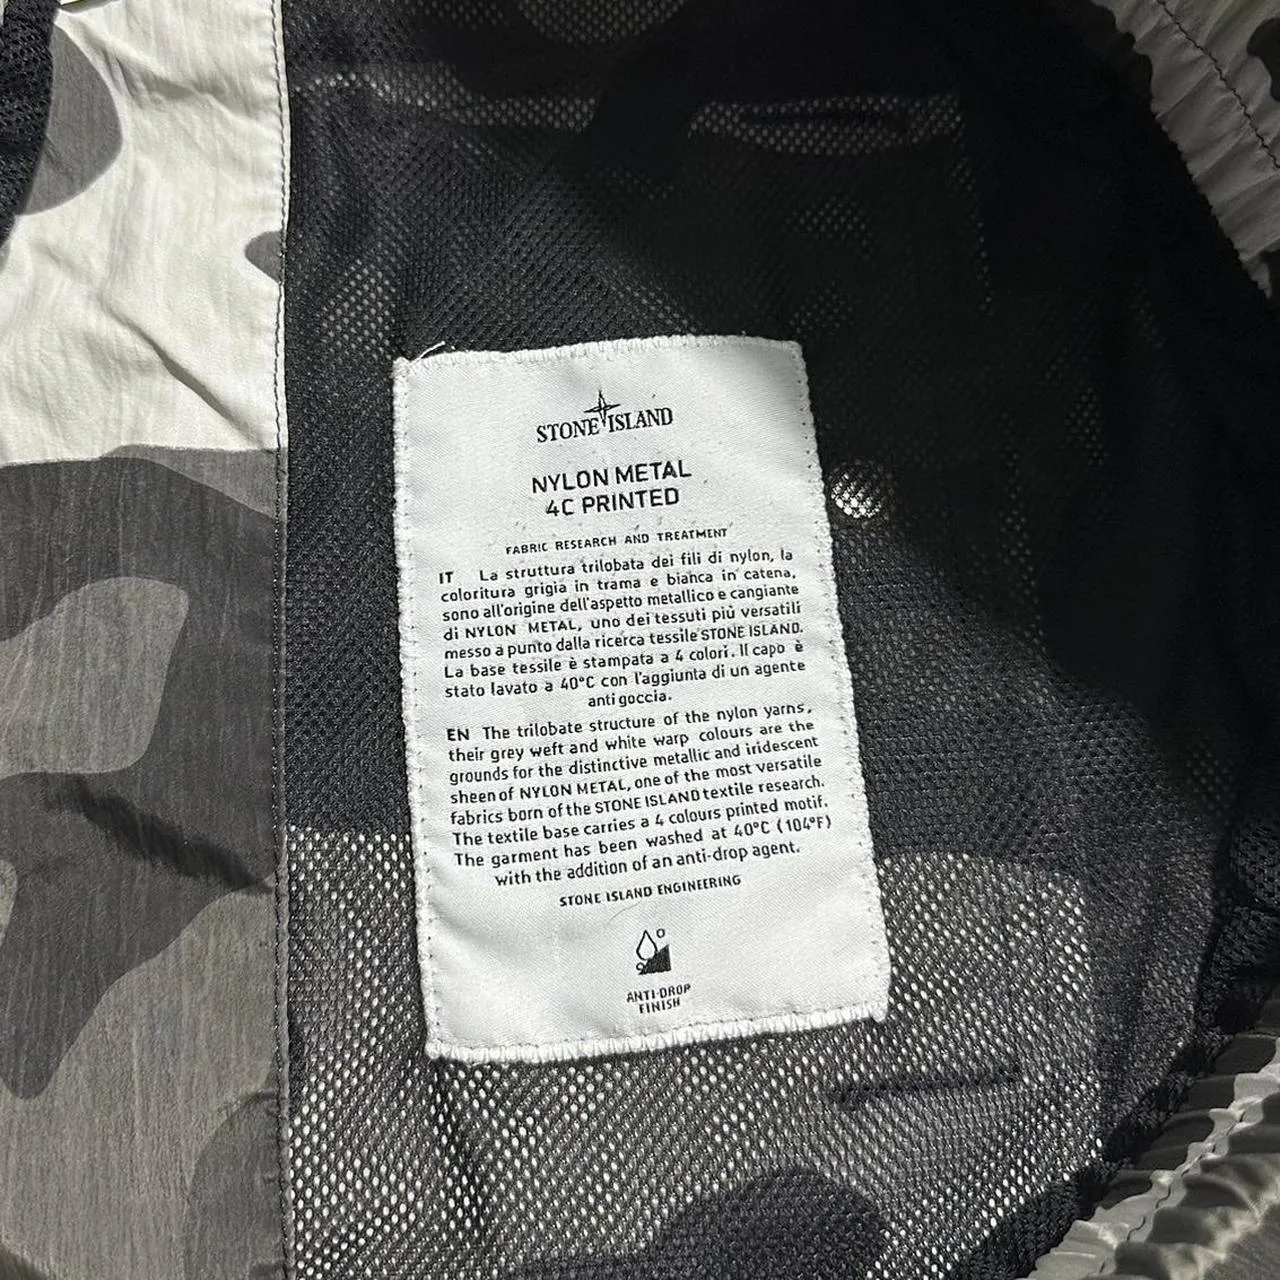 STONE ISLAND
NYLON METAL
4C PRINTED
FABRIC RESEARCH AND TREATMENT
IT La struttura trilobata dei fili di nylon, la
coloritura grigia in trama e bianca in catena,
sono all'origine dell'aspetto metallico e cangiante
di NYLON METAL, uno dei tessuti più versatili
messo a punto dalla ricerca tessile STONE ISLAND.
La base tessile è stampata a 4 colori. Il capo è
stato lavato a 40°C con l'aggiunta di un agente
anti goccia.
EN The trilobate structure of the nylon yarns,
their grey weft and white warp colours are the
grounds for the distinctive metallic and iridescent
sheen of NYLON METAL, one of the most versatile
fabrics born of the STONE ISLAND textile research.
The textile base carries a 4 colours printed motif.
The garment has been washed at 40°C (104°F)
with the addition of an anti-drop agent.
STONE ISLAND ENGINEERING
ANTI-DROP
FINISH